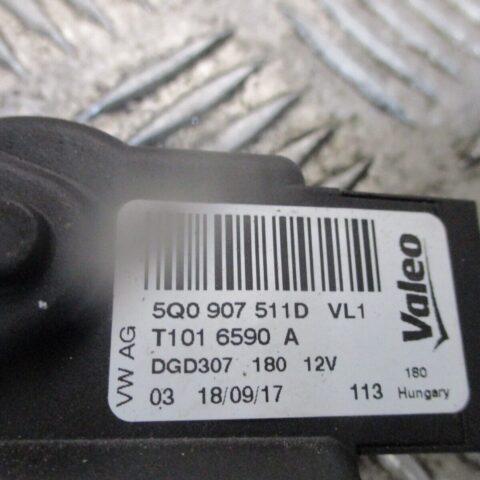 5Q0 907 511D VL1
T101 6590 A
DGD307 180 12V
03 18/09/17 113
VW AG
Valeo
180
Hungary